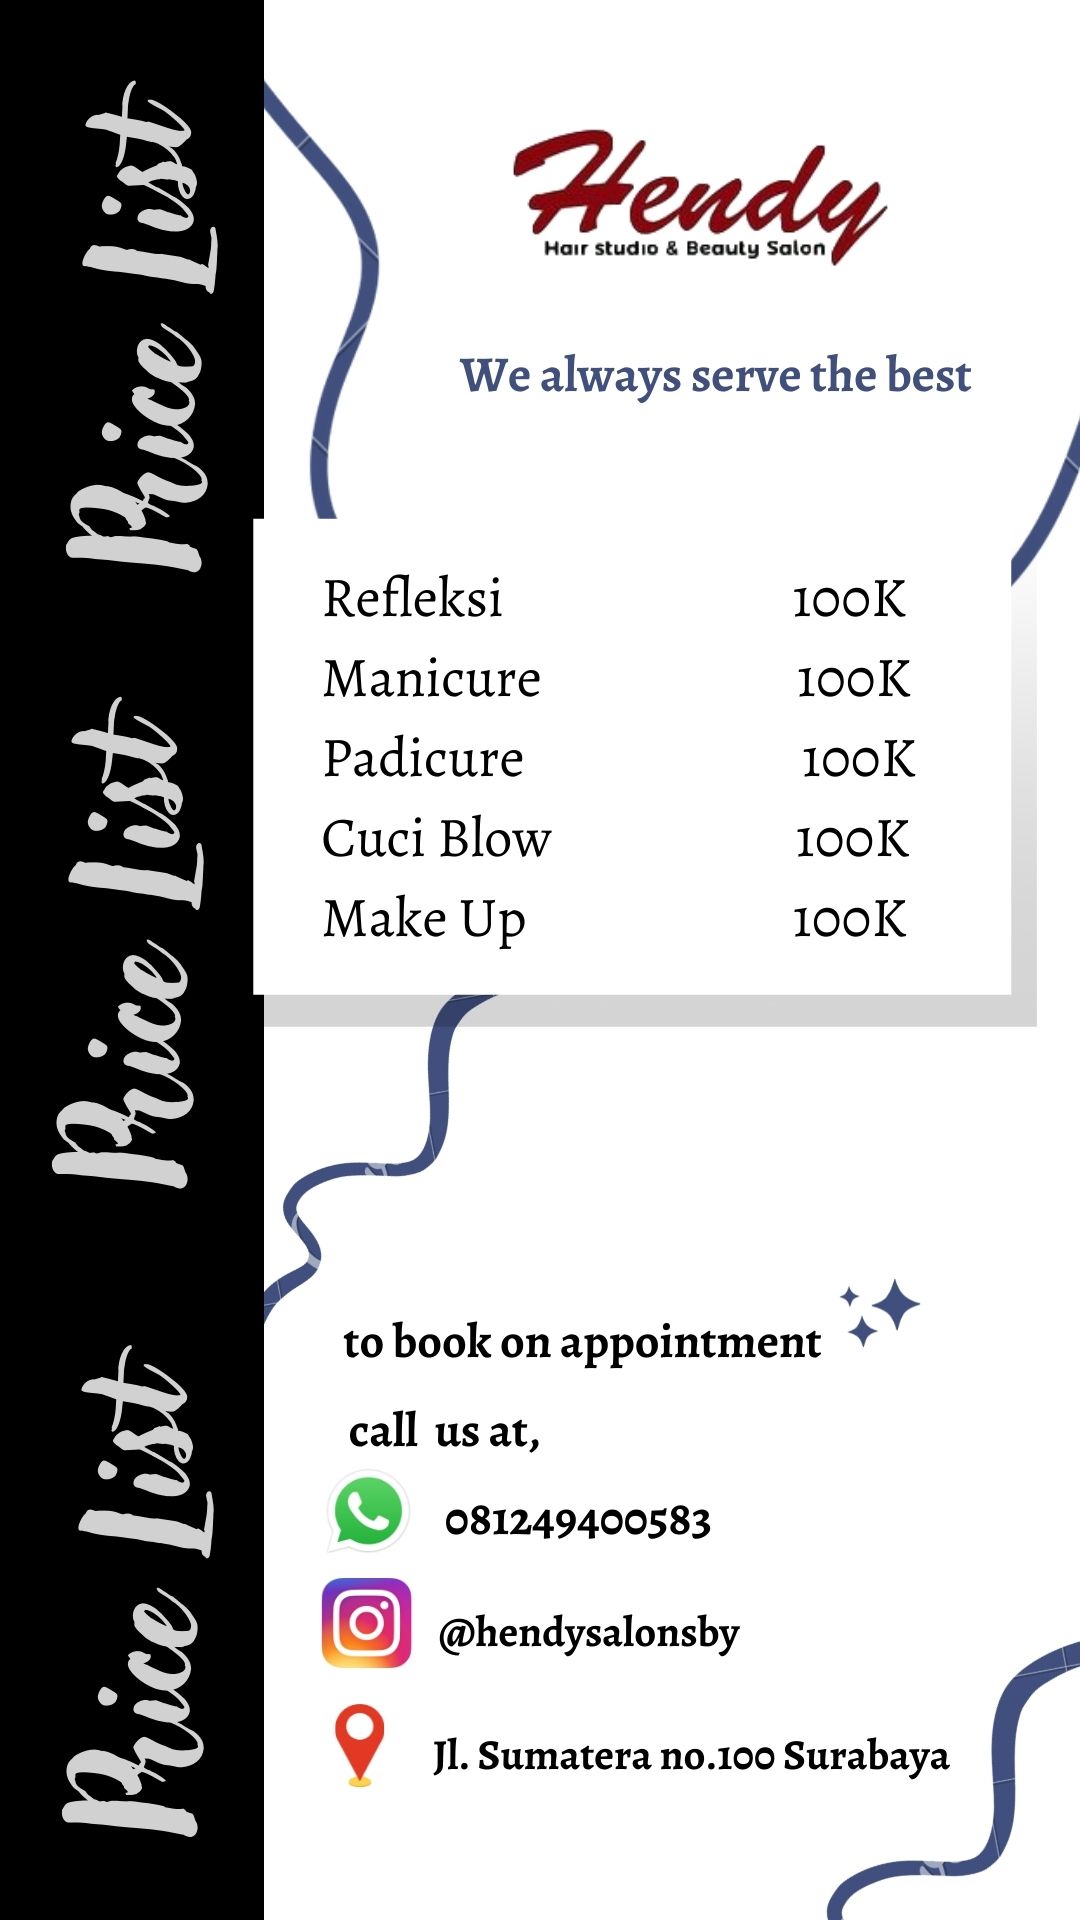 Price List
Price List
Price List
Hendy
Hair studio & Beauty Salon
We always serve the best
Refleksi 100K
Manicure 100K
Padicure 100K
Cuci Blow 100K
Make Up 100K
to book on appointment
call us at,
081249400583
@hendysalonsby
Jl. Sumatera no.100 Surabaya